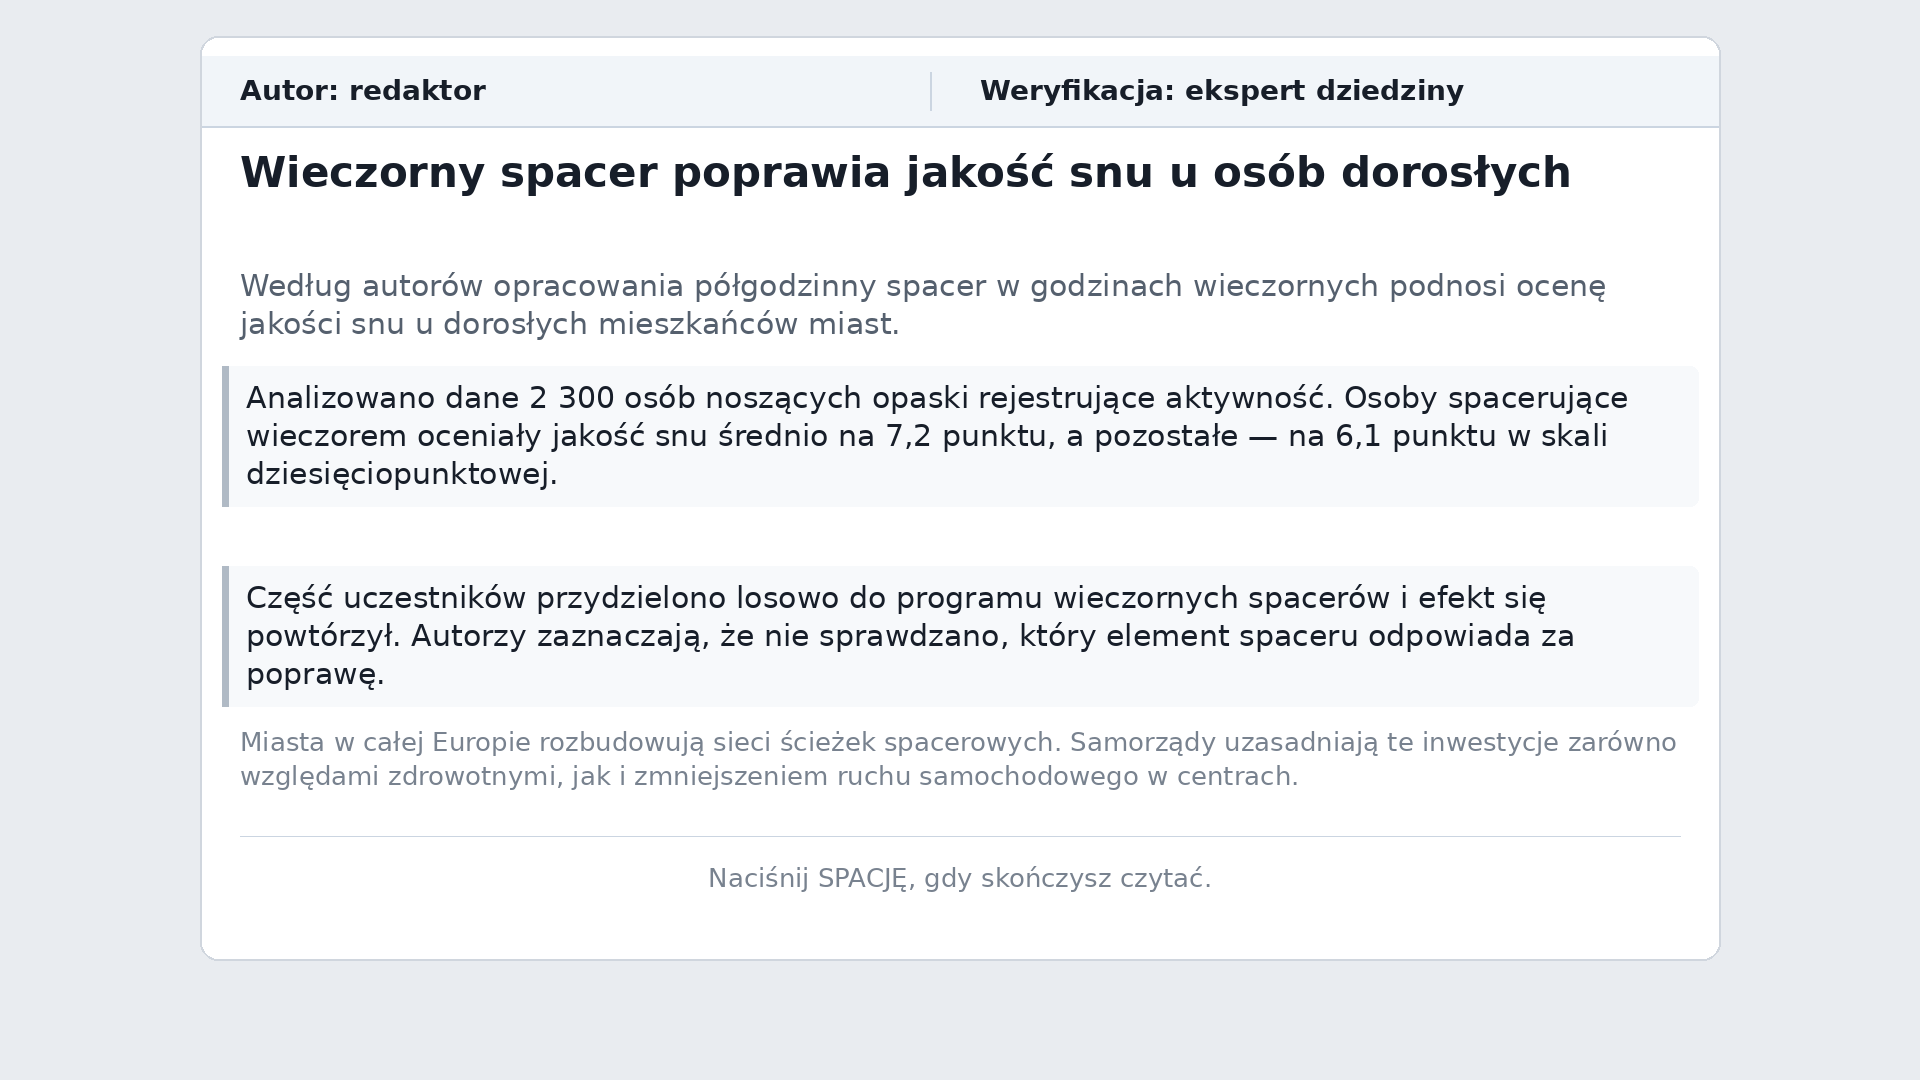 Autor: redaktor
Weryfikacja: ekspert dziedziny
Wieczorny spacer poprawia jakość snu u osób dorosłych
Według autorów opracowania półgodzinny spacer w godzinach wieczornych podnosi ocenę
jakości snu u dorosłych mieszkańców miast.
Analizowano dane 2 300 osób noszących opaski rejestrujące aktywność. Osoby spacerujące
wieczorem oceniały jakość snu średnio na 7,2 punktu, a pozostałe — na 6,1 punktu w skali
dziesięciopunktowej.
Część uczestników przydzielono losowo do programu wieczornych spacerów i efekt się
powtórzył. Autorzy zaznaczają, że nie sprawdzano, który element spaceru odpowiada za
poprawę.
Miasta w całej Europie rozbudowują sieci ścieżek spacerowych. Samorządy uzasadniają te inwestycje zarówno
względami zdrowotnymi, jak i zmniejszeniem ruchu samochodowego w centrach.
Naciśnij SPACJĘ, gdy skończysz czytać.